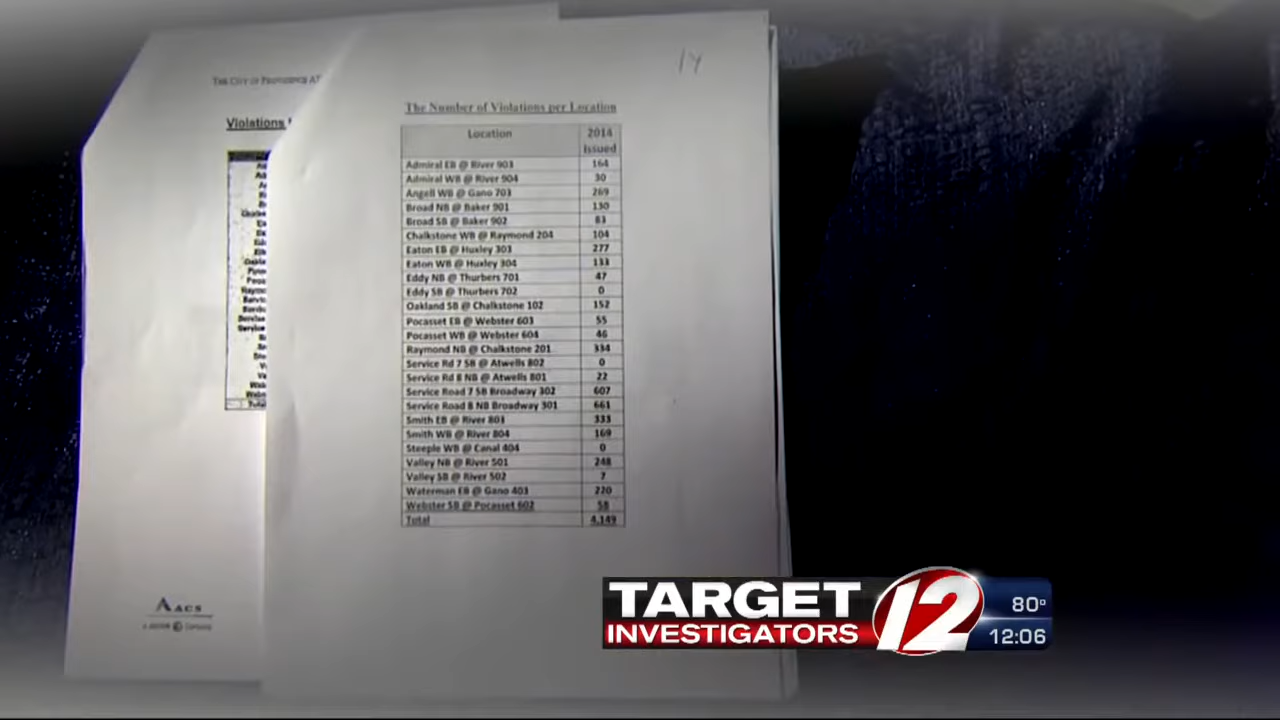 THE CITY OF PROVIDENCE AT
Violations
14
The Number of Violations per Location
Location 2014 Issued
Admiral EB @ River 903 164
Admiral WB @ River 904 30
Angell WB @ Gano 703 269
Broad NB @ Baker 901 130
Broad SB @ Baker 902 83
Chalkstone WB @ Raymond 204 104
Eaton EB @ Huxley 303 277
Eaton WB @ Huxley 304 133
Eddy NB @ Thurbers 701 47
Eddy SB @ Thurbers 702 0
Oakland SB @ Chalkstone 102 152
Pocasset EB @ Webster 603 55
Pocasset WB @ Webster 604 46
Raymond NB @ Chalkstone 201 334
Service Rd 7 SB @ Atwells 802 0
Service Rd 8 NB @ Atwells 801 22
Service Road 7 SB Broadway 302 607
Service Road 8 NB Broadway 301 661
Smith EB @ River 803 333
Smith WB @ River 804 169
Steeple WB @ Canal 404 0
Valley NB @ River 501 248
Valley SB @ River 502 7
Waterman EB @ Gano 403 220
Webster SB @ Pocasset 602 58
Total 4,149
ACS
TARGET 12
INVESTIGATORS
80°
12:06